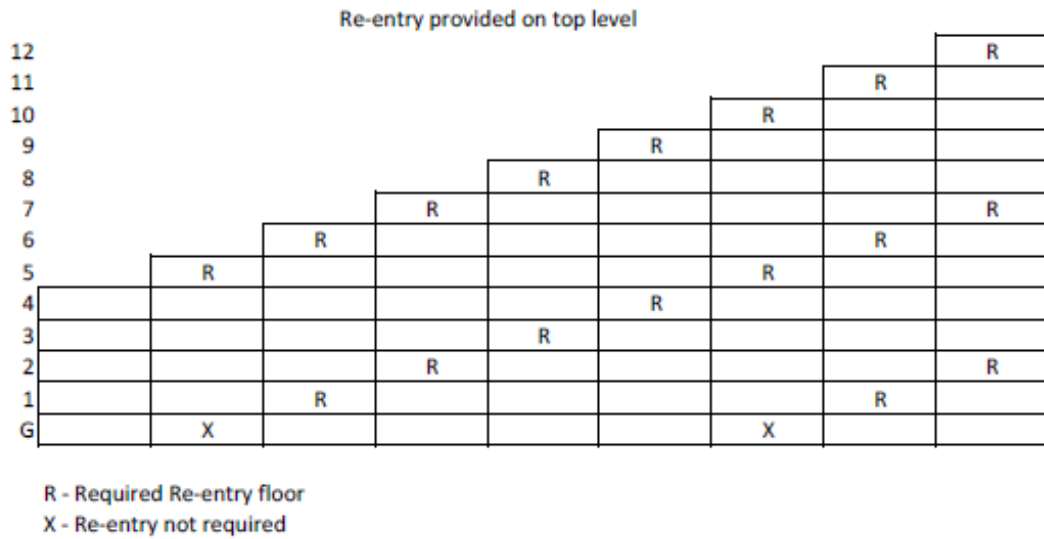 Re-entry provided on top level
12 R
11 R
10 R
9 R
8 R
7 R R
6 R R
5 R R
4 R
3 R
2 R R
1 R R
G X X
R - Required Re-entry floor
X - Re-entry not required